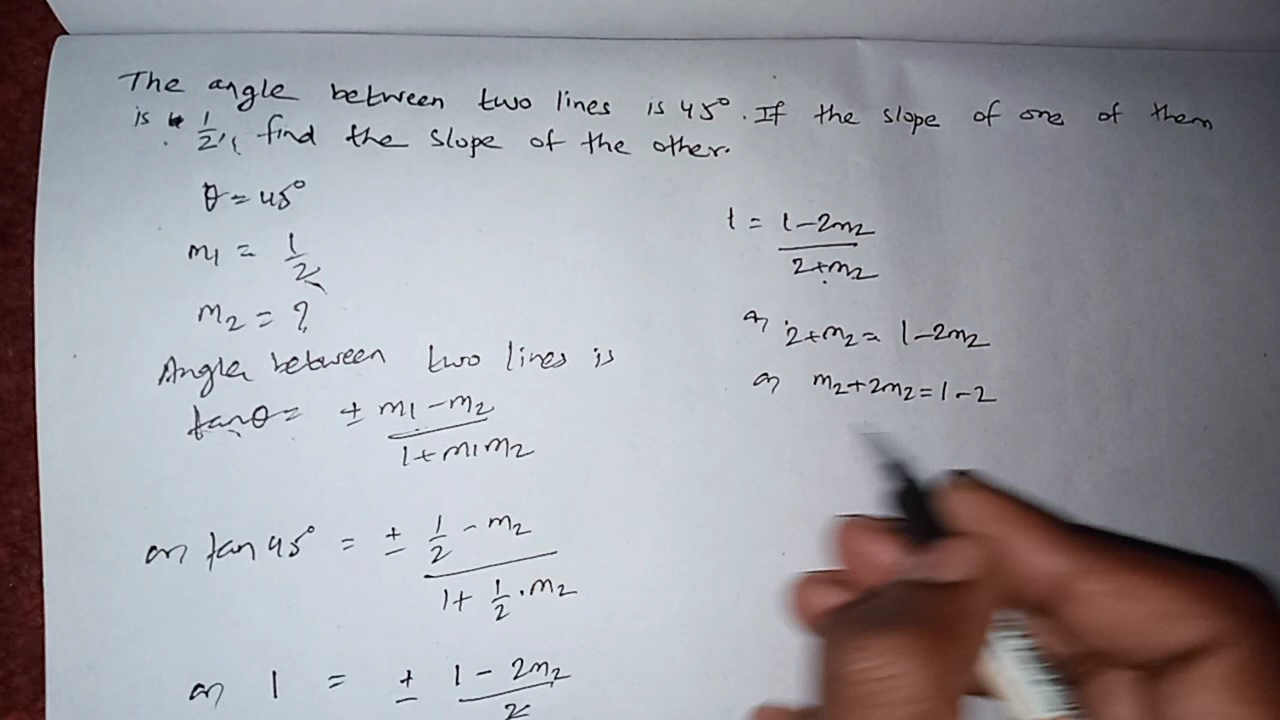 The angle between two lines is 45°. If the slope of one of them
is 1/2, find the slope of the other.
θ = 45°
m₁ = 1/2
m₂ = ?
Angle between two lines is
tanθ = ± (m₁ - m₂)/(1 + m₁m₂)
or tan 45° = ± (1/2 - m₂)/(1 + 1/2 . m₂)
or 1 = ± (1 - 2m₂)/2
1 = (1 - 2m₂)/(2 + m₂)
or 2 + m₂ = 1 - 2m₂
or m₂ + 2m₂ = 1 - 2